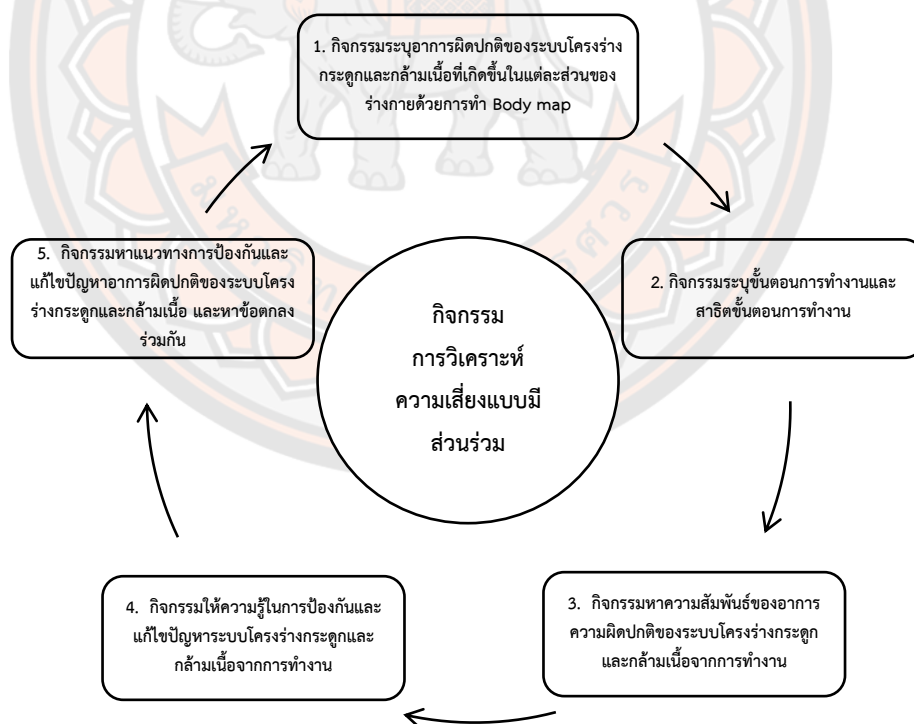 1. กิจกรรมระบุอาการผิดปกติของระบบโครงร่าง
กระดูกและกล้ามเนื้อที่เกิดขึ้นในแต่ละส่วนของ
ร่างกายด้วยการทำ Body map
2. กิจกรรมระบุขั้นตอนการทำงานและ
สาธิตขั้นตอนการทำงาน
3. กิจกรรมหาความสัมพันธ์ของอาการ
ความผิดปกติของระบบโครงร่างกระดูก
และกล้ามเนื้อจากการทำงาน
4. กิจกรรมให้ความรู้ในการป้องกันและ
แก้ไขปัญหาระบบโครงร่างกระดูกและ
กล้ามเนื้อจากการทำงาน
5. กิจกรรมหาแนวทางการป้องกันและ
แก้ไขปัญหาอาการผิดปกติของระบบโครง
ร่างกระดูกและกล้ามเนื้อ และหาข้อตกลง
ร่วมกัน
กิจกรรม
การวิเคราะห์
ความเสี่ยงแบบมี
ส่วนร่วม